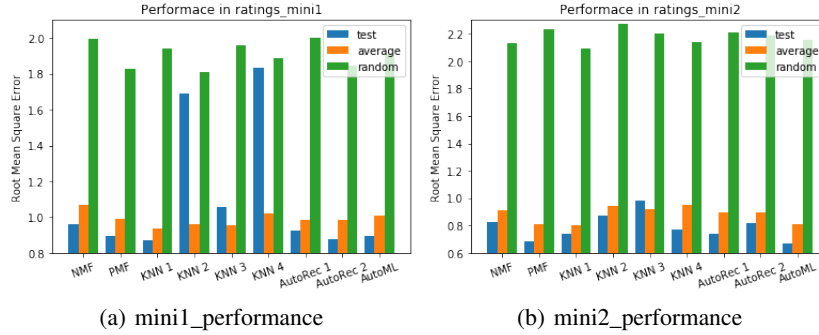 Performace in ratings_mini1
Root Mean Square Error
2.0
1.8
1.6
1.4
1.2
1.0
0.8
test
average
random
NMF
PMF
KNN 1
KNN 2
KNN 3
KNN 4
AutoRec 1
AutoRec 2
AutoML
(a) mini1_performance
Performace in ratings_mini2
Root Mean Square Error
2.2
2.0
1.8
1.6
1.4
1.2
1.0
0.8
0.6
test
average
random
NMF
PMF
KNN 1
KNN 2
KNN 3
KNN 4
AutoRec 1
AutoRec 2
AutoML
(b) mini2_performance